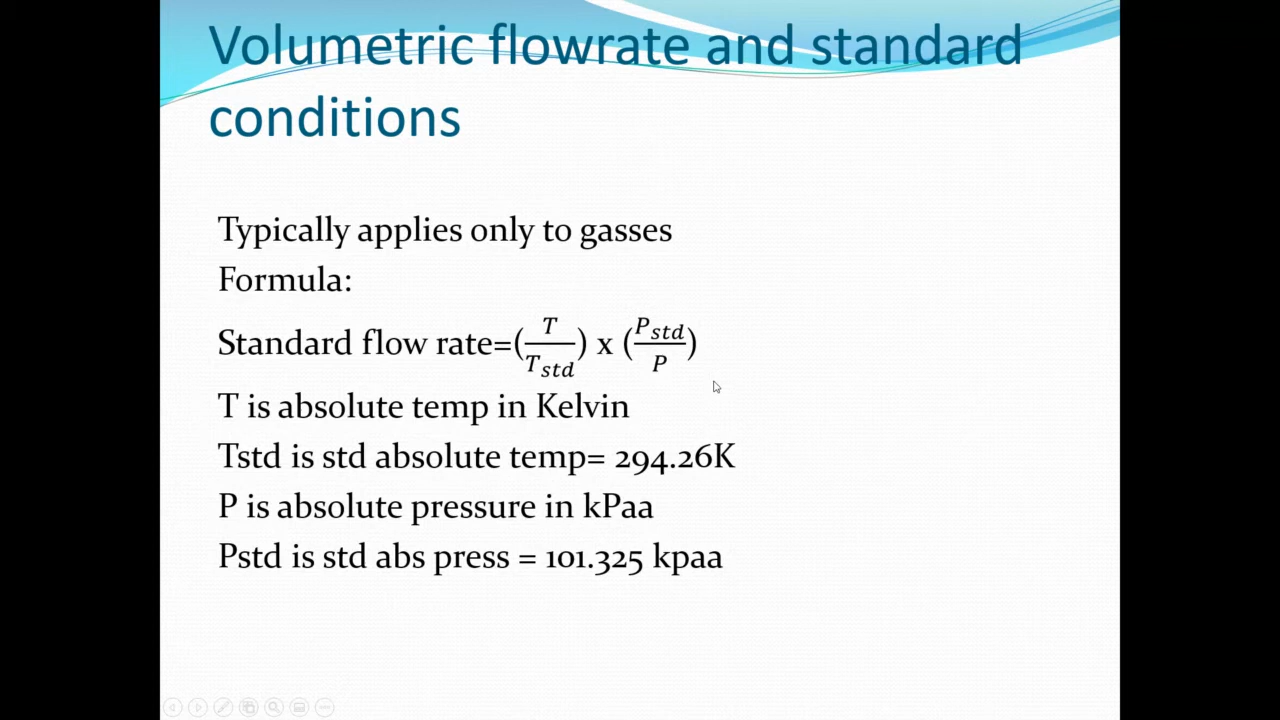 Volumetric flowrate and standard
conditions
Typically applies only to gasses
Formula:
Standard flow rate=(T/T_std) x (P_std/P)
T is absolute temp in Kelvin
Tstd is std absolute temp= 294.26K
P is absolute pressure in kPaa
Pstd is std abs press = 101.325 kpaa